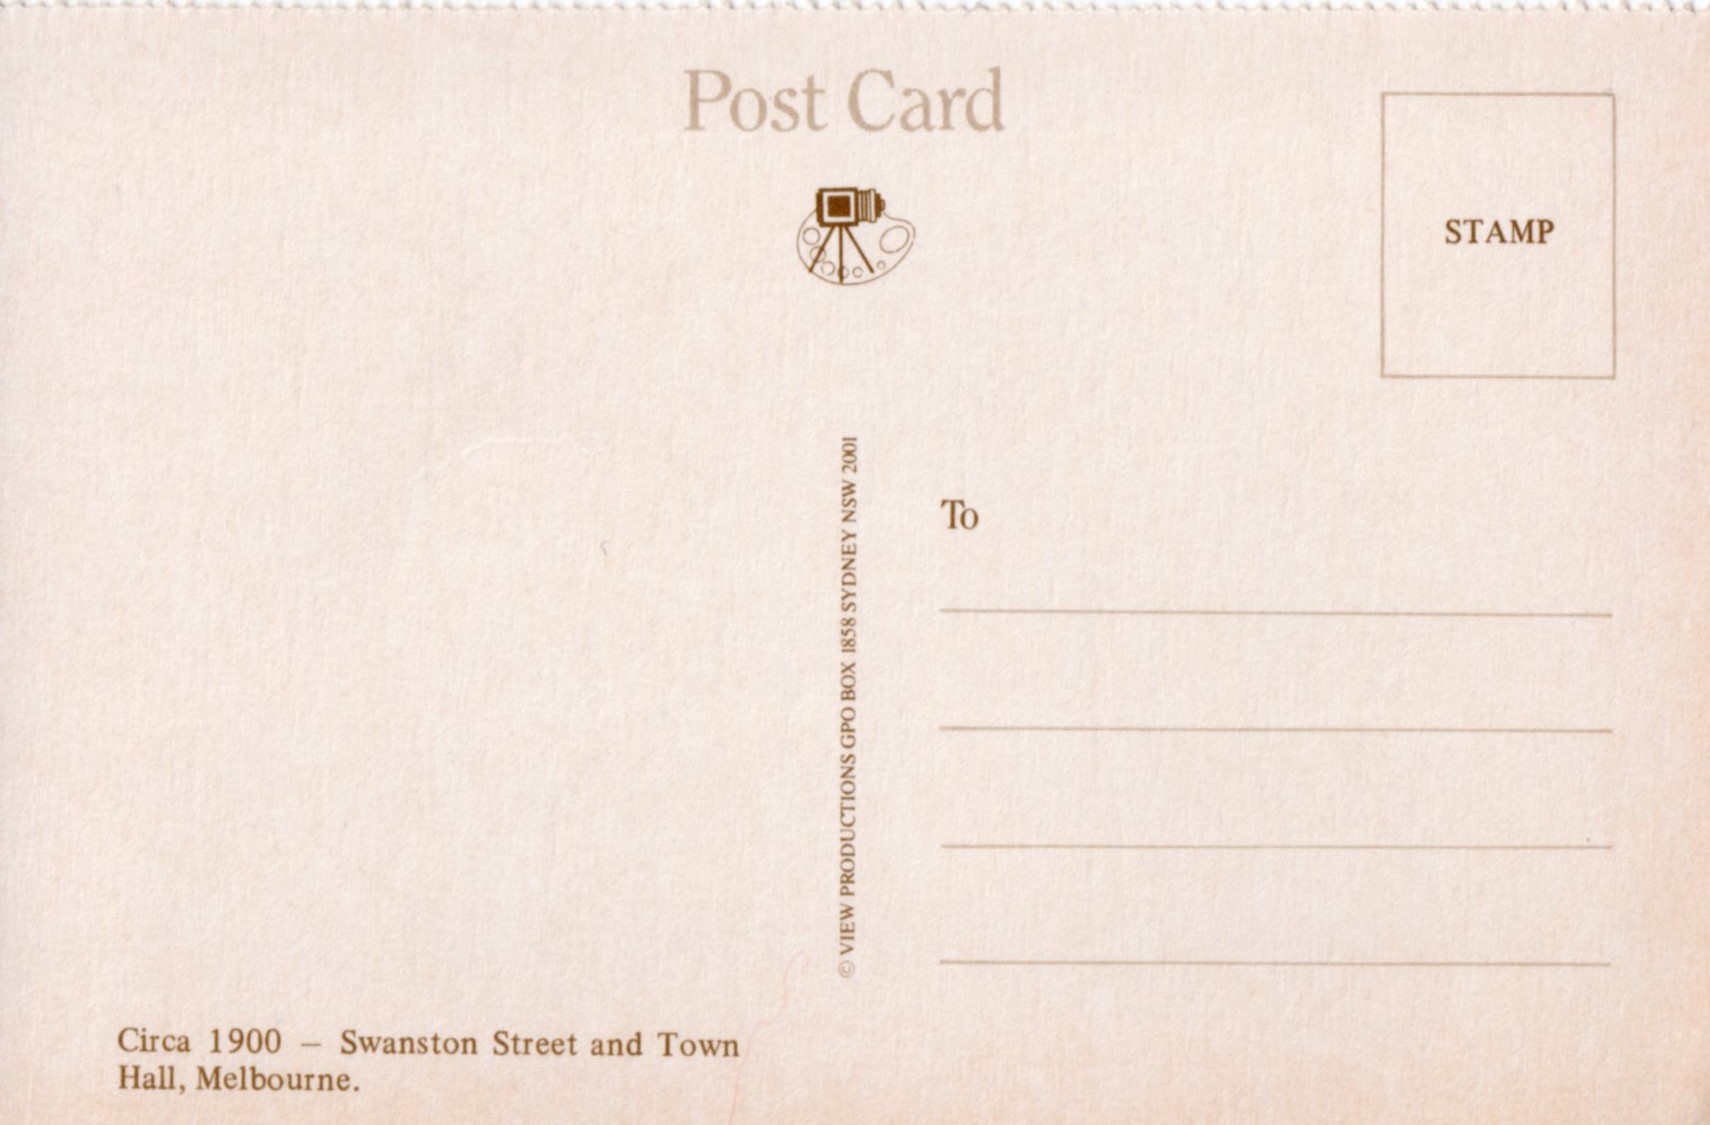 Post Card
STAMP
To
© VIEW PRODUCTIONS GPO BOX 1858 SYDNEY NSW 2001
Circa 1900 – Swanston Street and Town
Hall, Melbourne.